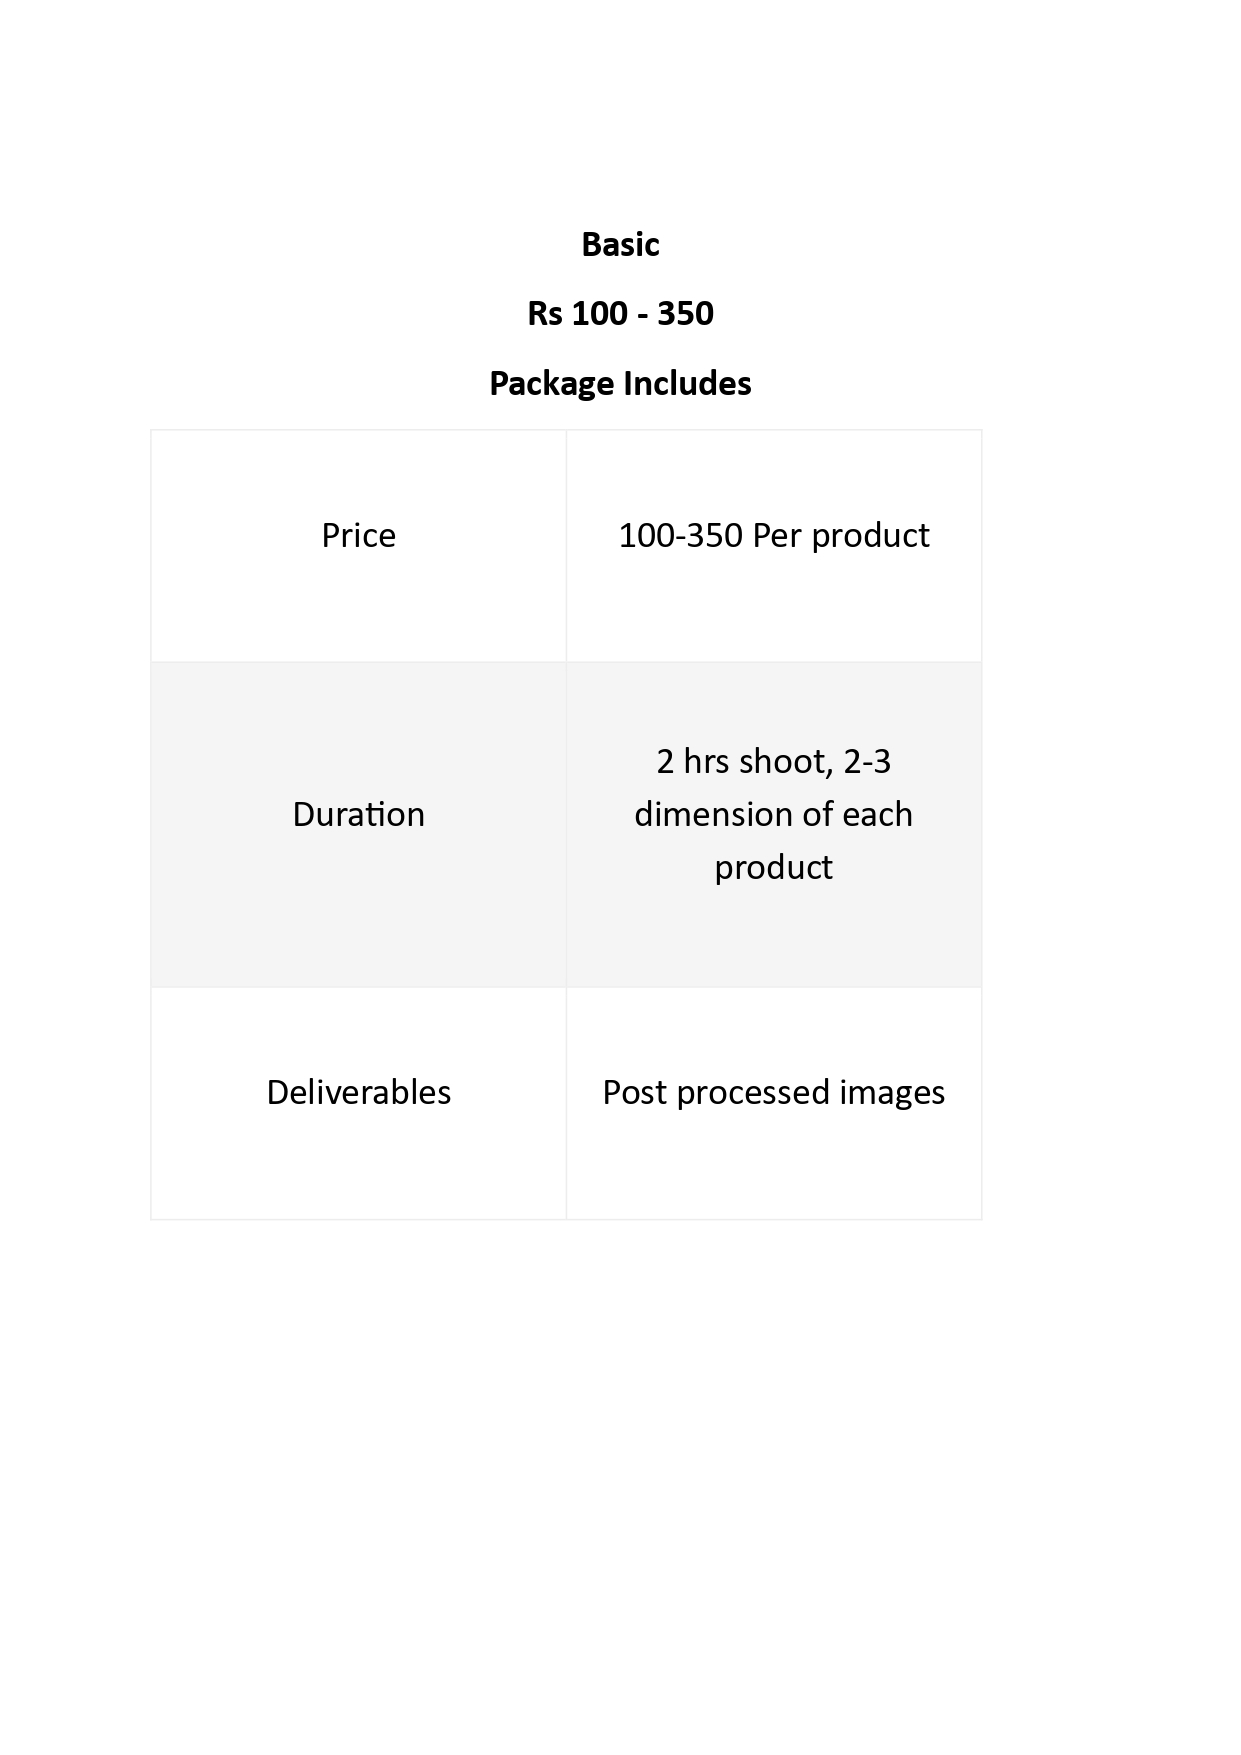 Basic
Rs 100 - 350
Package Includes
Price
100-350 Per product
Duration
2 hrs shoot, 2-3
dimension of each
product
Deliverables
Post processed images